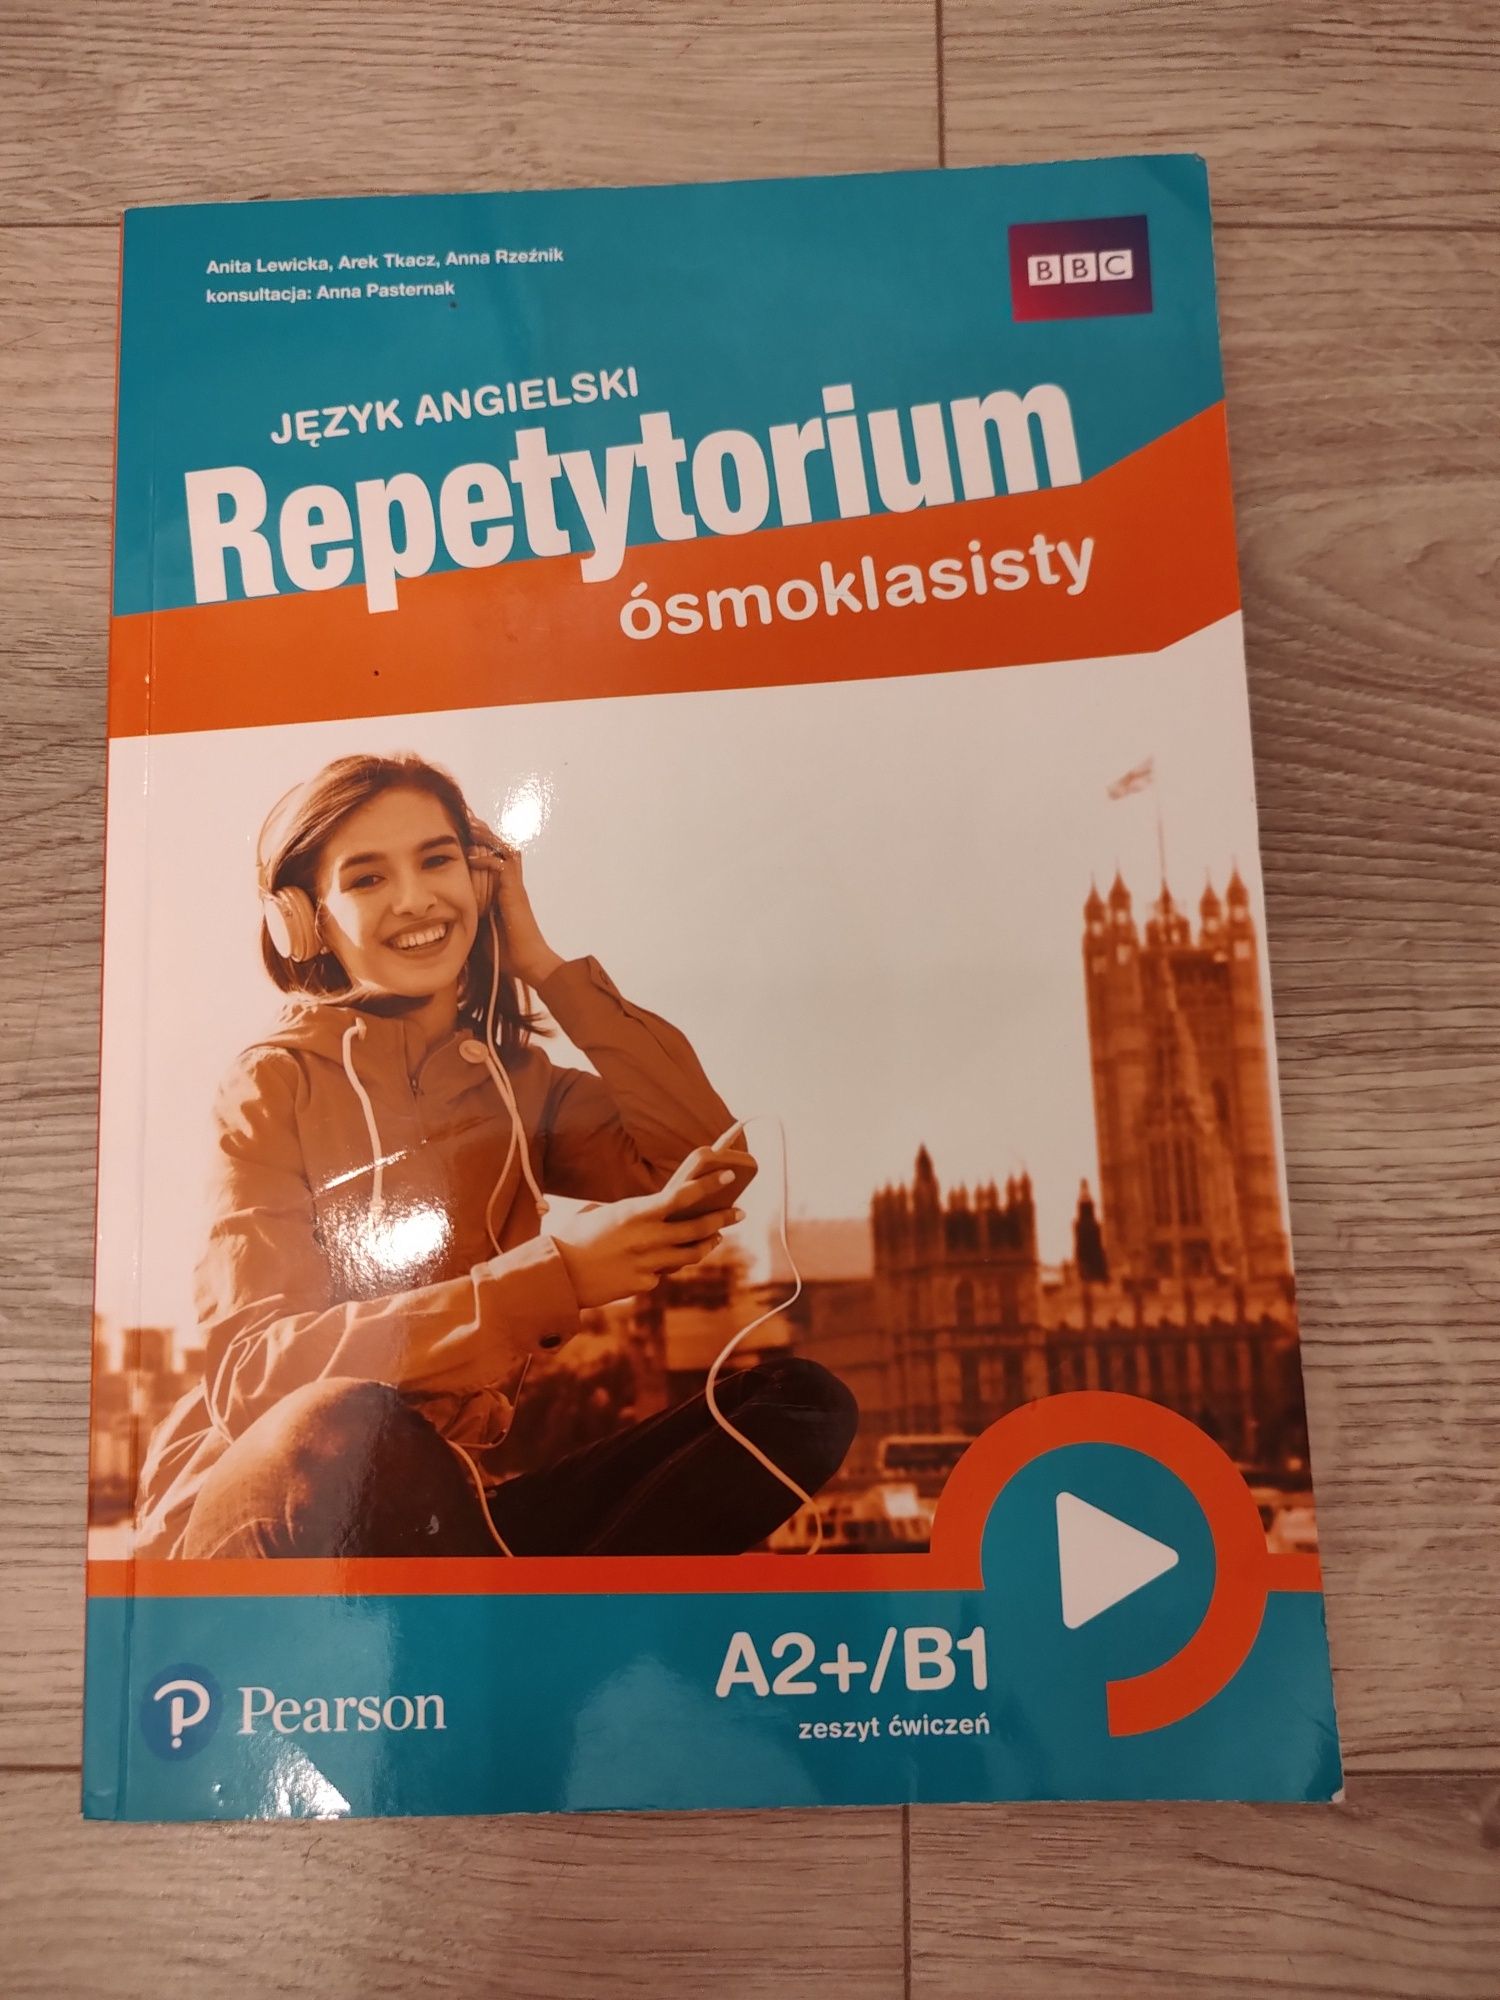 Anita Lewicka, Arek Tkacz, Anna Rzeźnik
konsultacja: Anna Pasternak
BBC
JĘZYK ANGIELSKI
Repetytorium
ósmoklasisty
A2+/B1
zeszyt ćwiczeń
Pearson